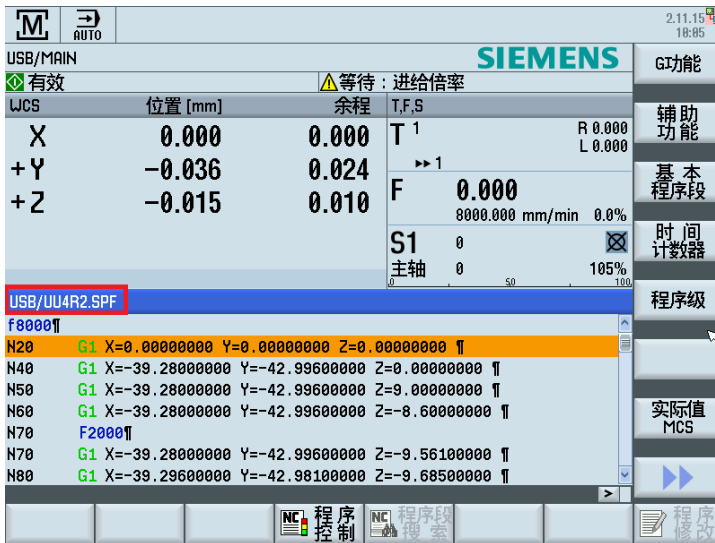 M AUTO
2.11.15
10:05
USB/MAIN
SIEMENS
有效
等待：进给倍率
WCS 位置 [mm] 余程 T,F,S
X 0.000 0.000
+Y -0.036 0.024
+Z -0.015 0.010
T 1 R 0.000
L 0.000
▸▸ 1
F 0.000
8000.000 mm/min 0.0%
S1 0
主轴 0 105%
0 50 100
USB/UU4R2.SPF
f8000¶
N20 G1 X=0.00000000 Y=0.00000000 Z=0.00000000 ¶
N40 G1 X=-39.28000000 Y=-42.99600000 Z=0.00000000 ¶
N50 G1 X=-39.28000000 Y=-42.99600000 Z=9.00000000 ¶
N60 G1 X=-39.28000000 Y=-42.99600000 Z=-8.60000000 ¶
N70 F2000¶
N70 G1 X=-39.28000000 Y=-42.99600000 Z=-9.56100000 ¶
N80 G1 X=-39.29600000 Y=-42.98100000 Z=-9.68500000 ¶
G功能
辅助
功能
基本
程序段
时间
计数器
程序级
实际值
MCS
NC 程序
控制
NC 程序段
搜索
程序
修改